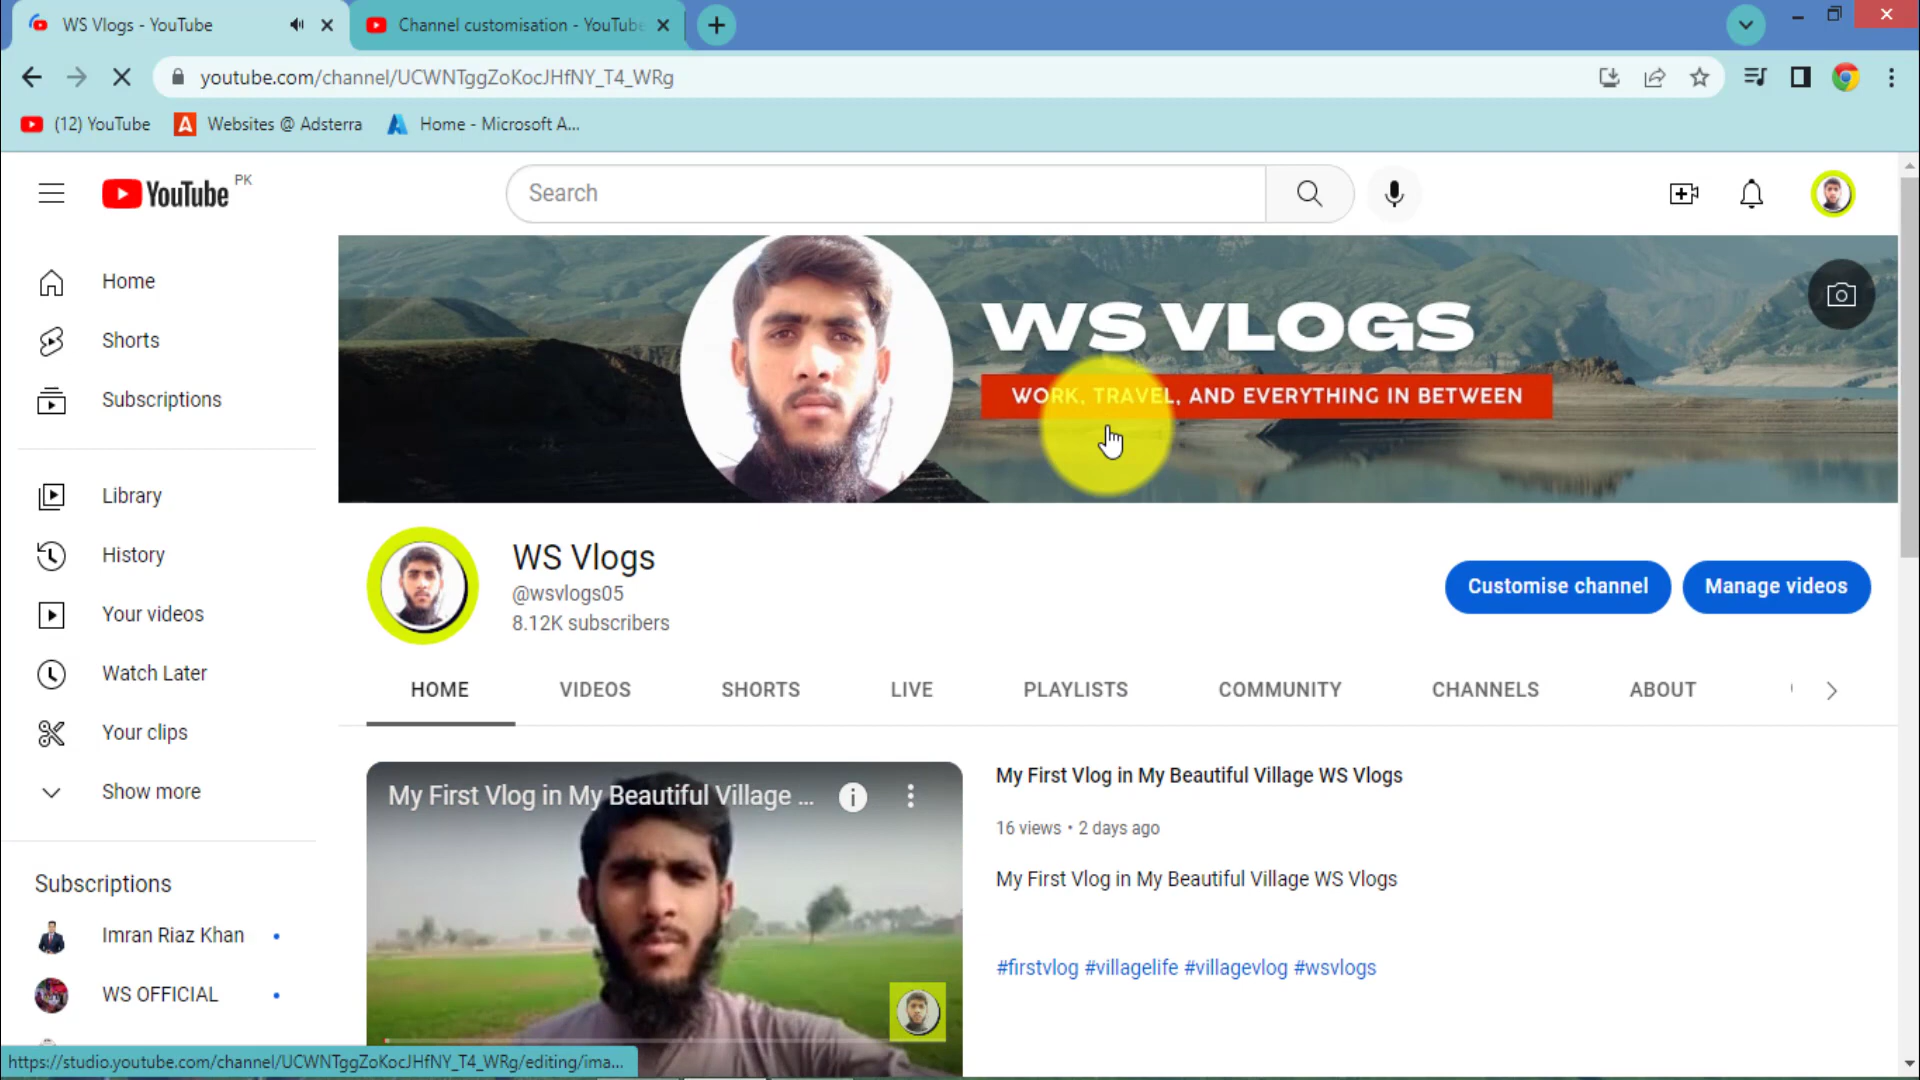 WS Vlogs - YouTube
Channel customisation - YouTube
youtube.com/channel/UCWNTggZoKocJHfNY_T4_WRg
(12) YouTube
Websites @ Adsterra
Home - Microsoft A...
YouTube PK
Search
Home
Shorts
Subscriptions
Library
History
Your videos
Watch Later
Your clips
Show more
Subscriptions
Imran Riaz Khan
WS OFFICIAL
WS VLOGS
WORK, TRAVEL, AND EVERYTHING IN BETWEEN
WS Vlogs
@wsvlogs05
8.12K subscribers
Customise channel
Manage videos
HOME
VIDEOS
SHORTS
LIVE
PLAYLISTS
COMMUNITY
CHANNELS
ABOUT
My First Vlog in My Beautiful Village ...
My First Vlog in My Beautiful Village WS Vlogs
16 views • 2 days ago
My First Vlog in My Beautiful Village WS Vlogs
#firstvlog #villagelife #villagevlog #wsvlogs
https://studio.youtube.com/channel/UCWNTggZoKocJHfNY_T4_WRg/editing/ima...